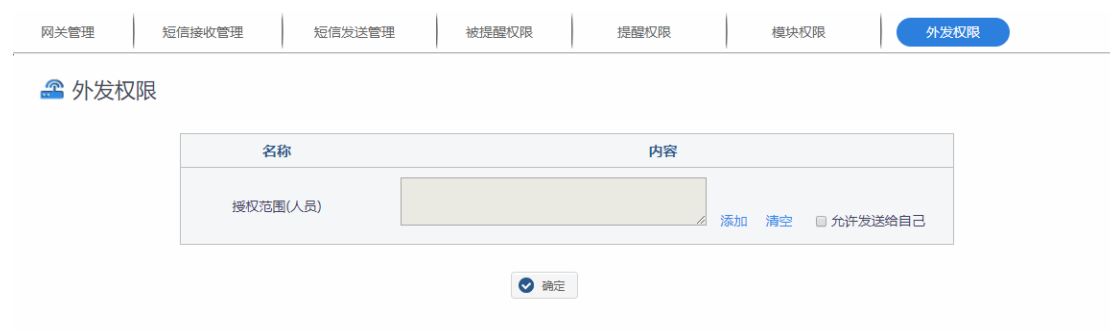 网关管理 短信接收管理 短信发送管理 被提醒权限 提醒权限 模块权限 外发权限
外发权限
名称 内容
授权范围(人员) 添加 清空 允许发送给自己
确定